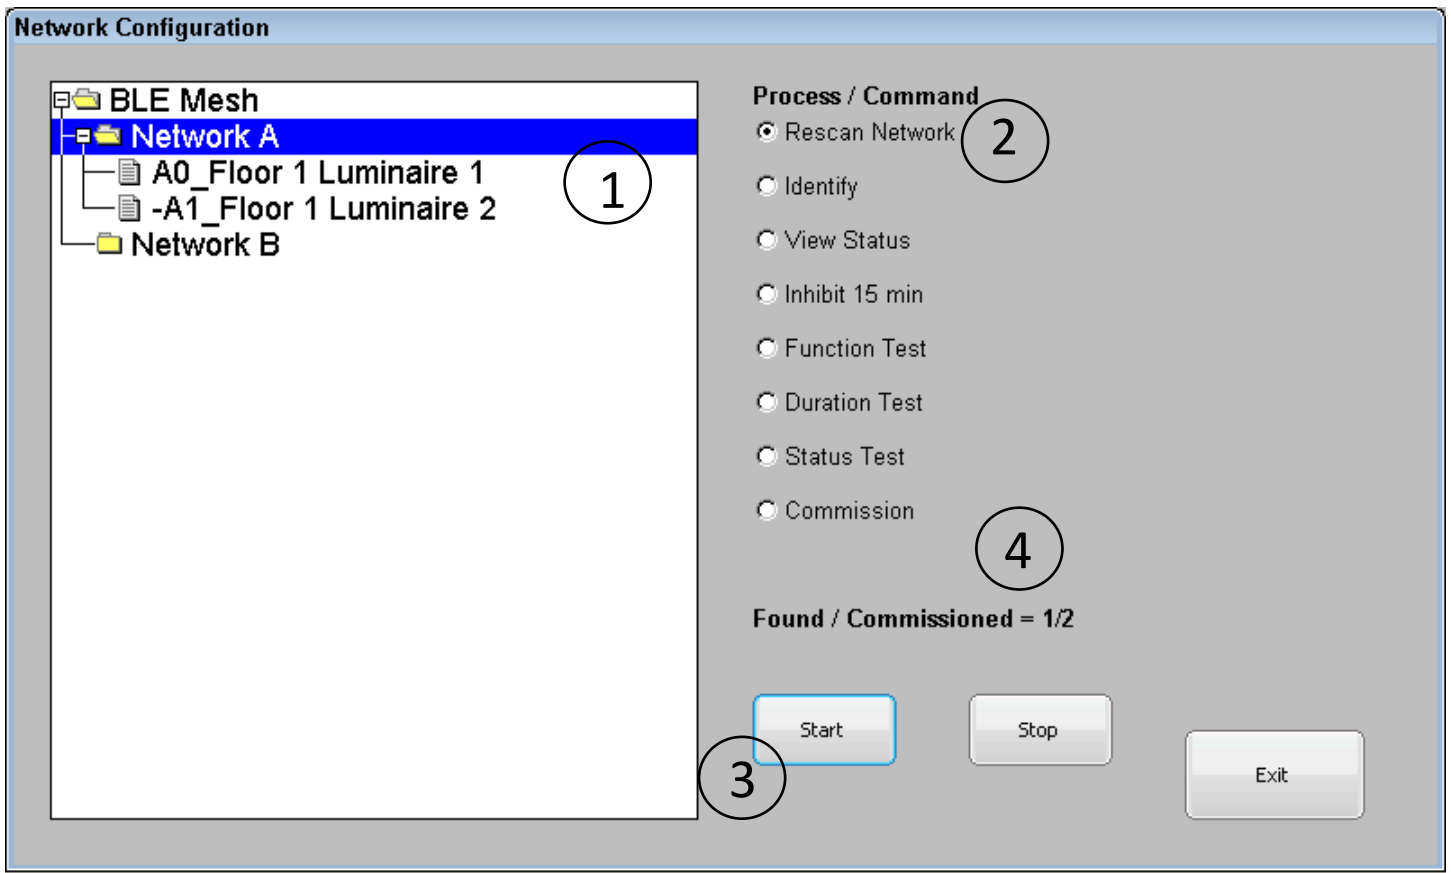 Network Configuration
BLE Mesh
Network A
A0_Floor 1 Luminaire 1
-A1_Floor 1 Luminaire 2
Network B
1
Process / Command
Rescan Network
2
Identify
View Status
Inhibit 15 min
Function Test
Duration Test
Status Test
Commission
4
Found / Commissioned = 1/2
Start
Stop
3
Exit